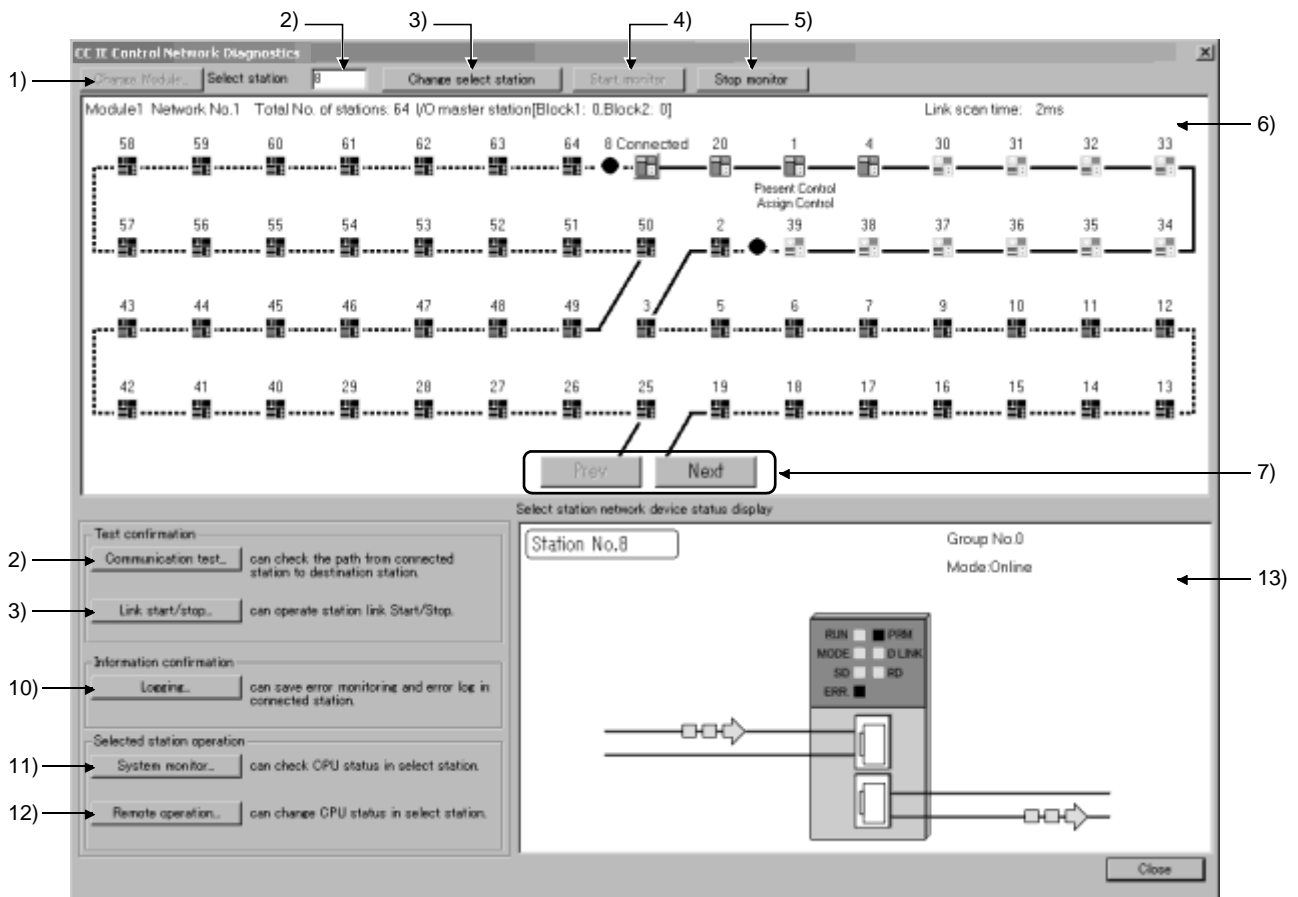 2) 3) 4) 5)
CC IE Control Network Diagnostics
1) Change Module... Select station 8 Change select station Start monitor Stop monitor
Module1 Network No.1 Total No. of stations: 64 I/O master station[Block1: 0,Block2: 0] Link scan time: 2ms
6)
58 59 60 61 62 63 64 8 Connected 20 1 4 30 31 32 33
Present Control
Assign Control
57 56 55 54 53 52 51 50 2 39 38 37 36 35 34
43 44 45 46 47 48 49 3 5 6 7 9 10 11 12
42 41 40 29 28 27 26 25 19 18 17 16 15 14 13
Prev Next 7)
Select station network device status display
Test confirmation
2) Communication test... can check the path from connected
station to destination station.
3) Link start/stop... can operate station link Start/Stop.
Information confirmation
10) Logging... can save error monitoring and error log in
connected station.
Selected station operation
11) System monitor... can check CPU status in select station.
12) Remote operation... can change CPU status in select station.
Station No.8 Group No.0
Mode:Online
13)
RUN PRM
MODE D LINK
SD RD
ERR.
Close